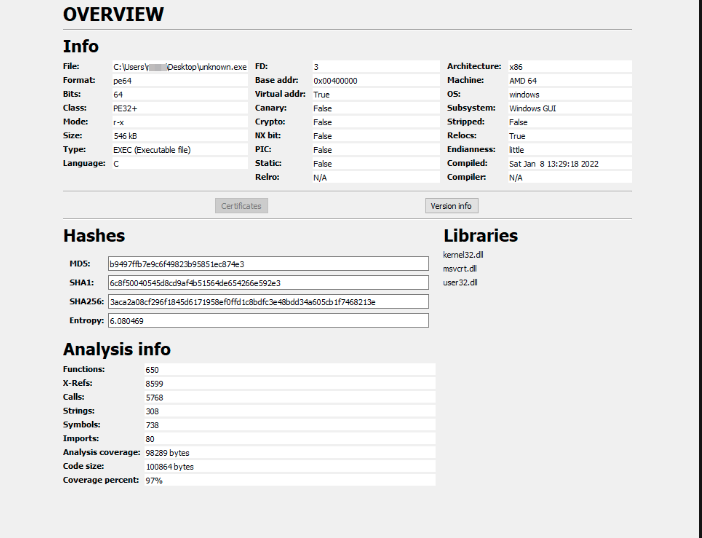 OVERVIEW
Info
File: C:\Users\ \Desktop\unknown.exe FD: 3 Architecture: x86
Format: pe64 Base addr: 0x00400000 Machine: AMD 64
Bits: 64 Virtual addr: True OS: windows
Class: PE32+ Canary: False Subsystem: Windows GUI
Mode: r-x Crypto: False Stripped: False
Size: 546 kB NX bit: False Relocs: True
Type: EXEC (Executable file) PIC: False Endianness: little
Language: C Static: False Compiled: Sat Jan 8 13:29:18 2022
Relro: N/A Compiler: N/A
Certificates Version info
Hashes Libraries
MD5: b9497ffb7e9c6f49823b95851ec874e3 kernel32.dll
SHA1: 6c8f50040545d8cd9af4b51564de654266e592e3 msvcrt.dll
SHA256: 3aca2a08cf296f1845d6171958ef0ffd1c8bdfc3e48bdd34a605cb1f7468213e user32.dll
Entropy: 6.080469
Analysis info
Functions: 650
X-Refs: 8599
Calls: 5768
Strings: 308
Symbols: 738
Imports: 80
Analysis coverage: 98289 bytes
Code size: 100864 bytes
Coverage percent: 97%